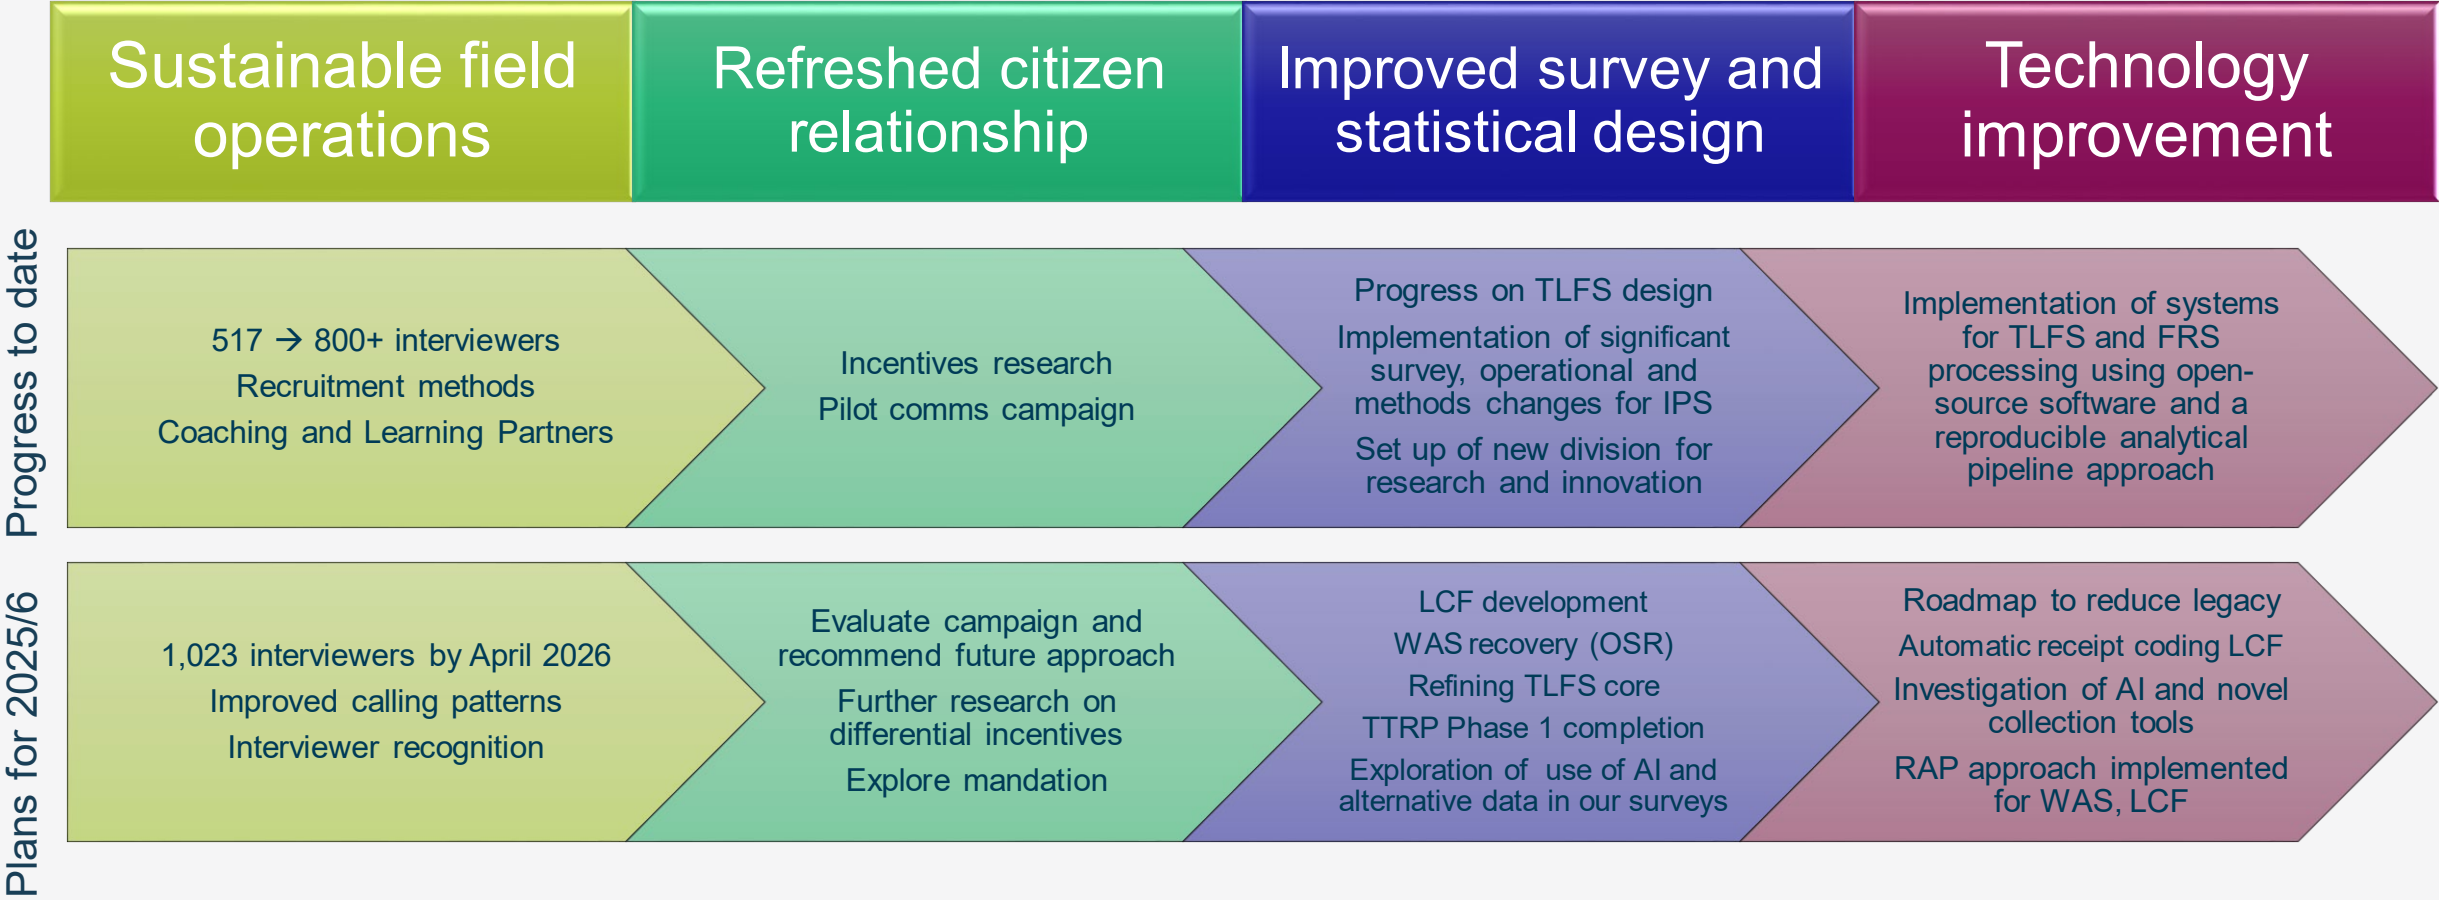 Sustainable field
operations
Refreshed citizen
relationship
Improved survey and
statistical design
Technology
improvement
Progress to date
517 → 800+ interviewers
Recruitment methods
Coaching and Learning Partners
Incentives research
Pilot comms campaign
Progress on TLFS design
Implementation of significant
survey, operational and
methods changes for IPS
Set up of new division for
research and innovation
Implementation of systems
for TLFS and FRS
processing using open-
source software and a
reproducible analytical
pipeline approach
Plans for 2025/6
1,023 interviewers by April 2026
Improved calling patterns
Interviewer recognition
Evaluate campaign and
recommend future approach
Further research on
differential incentives
Explore mandation
LCF development
WAS recovery (OSR)
Refining TLFS core
TTRP Phase 1 completion
Exploration of use of AI and
alternative data in our surveys
Roadmap to reduce legacy
Automatic receipt coding LCF
Investigation of AI and novel
collection tools
RAP approach implemented
for WAS, LCF